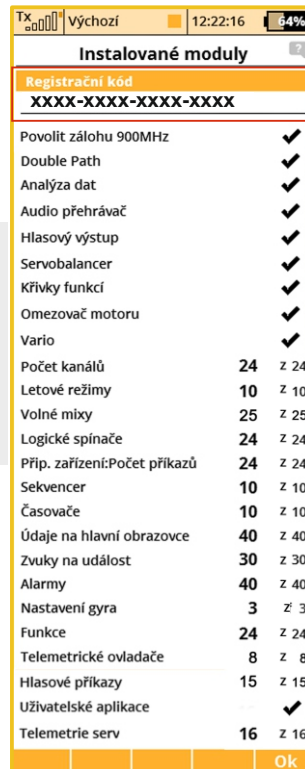 Tx Výchozí 12:22:16 64%
Instalované moduly ?
Registrační kód
XXXX-XXXX-XXXX-XXXX
Povolit zálohu 900MHz ✔
Double Path ✔
Analýza dat ✔
Audio přehrávač ✔
Hlasový výstup ✔
Servobalancer ✔
Křivky funkcí ✔
Omezovač motoru ✔
Vario ✔
Počet kanálů 24 z 24
Letové režimy 10 z 10
Volné mixy 25 z 25
Logické spínače 24 z 24
Přip. zařízení:Počet příkazů 24 z 24
Sekvencer 10 z 10
Časovače 10 z 10
Údaje na hlavní obrazovce 40 z 40
Zvuky na událost 30 z 30
Alarmy 40 z 40
Nastavení gyra 3 z 3
Funkce 24 z 24
Telemetrické ovladače 8 z 8
Hlasové příkazy 15 z 15
Uživatelské aplikace ✔
Telemetrie serv 16 z 16
Ok